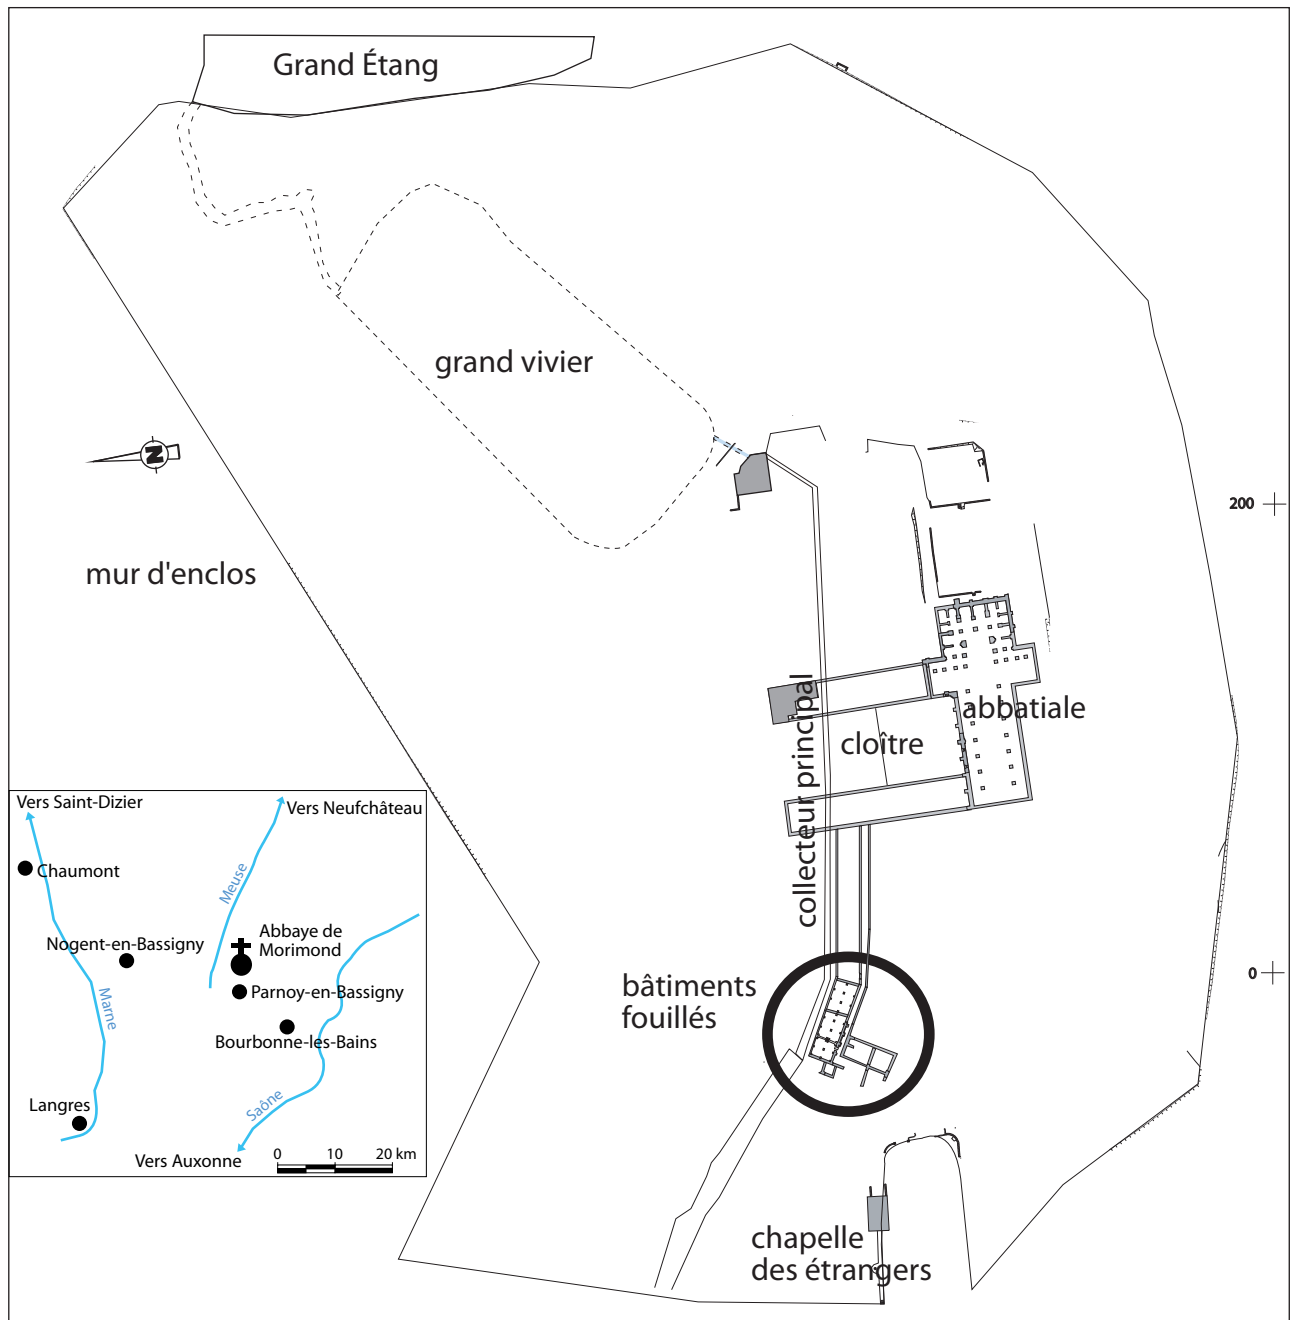 Grand Étang
grand vivier
N
200
mur d'enclos
collecteur principal
cloître
abbatiale
0
bâtiments
fouillés
chapelle
des étrangers
Vers Saint-Dizier
Vers Neufchâteau
Chaumont
Meuse
Nogent-en-Bassigny
Abbaye de
Morimond
Parnoy-en-Bassigny
Marne
Bourbonne-les-Bains
Langres
Saône
Vers Auxonne
0 10 20 km